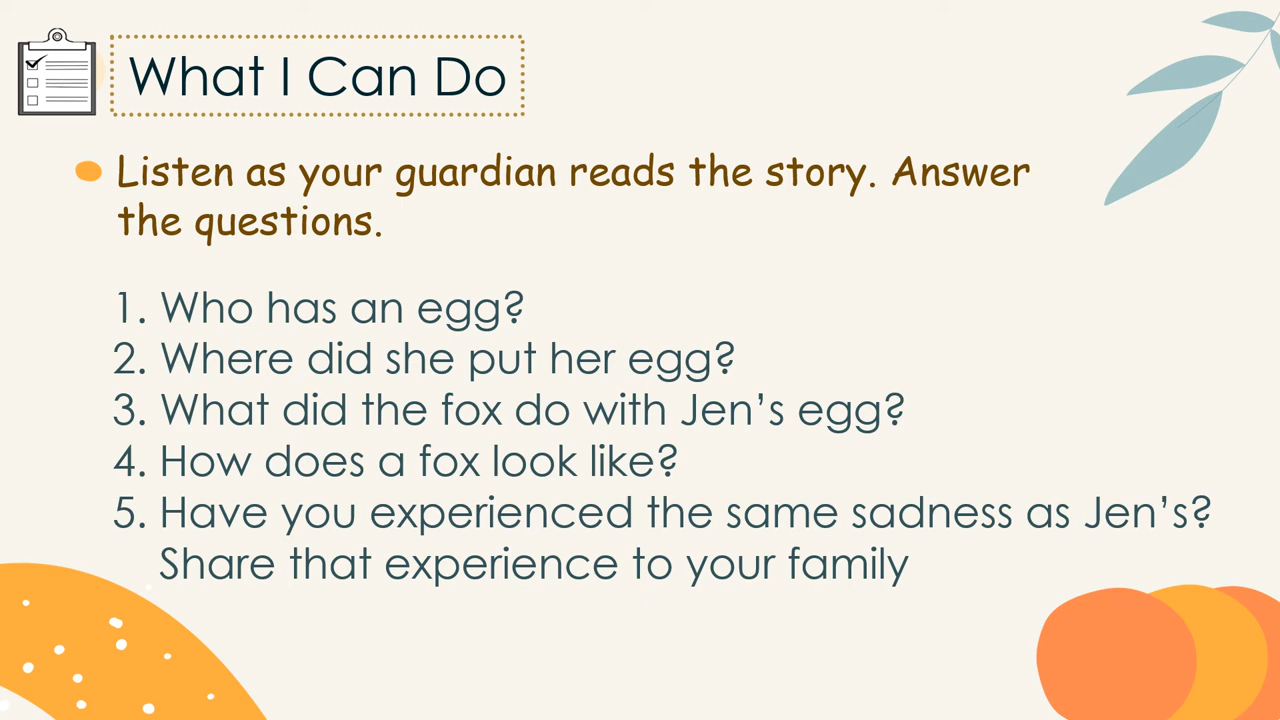 What I Can Do
Listen as your guardian reads the story. Answer
the questions.
1. Who has an egg?
2. Where did she put her egg?
3. What did the fox do with Jen’s egg?
4. How does a fox look like?
5. Have you experienced the same sadness as Jen’s?
Share that experience to your family